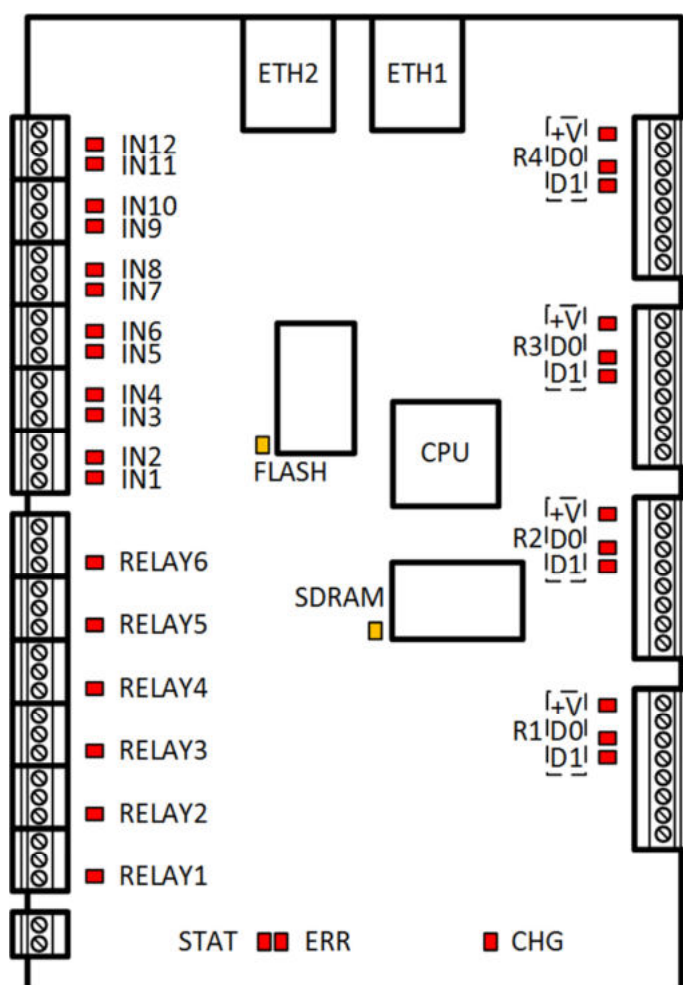 ETH2 ETH1
IN12
IN11
IN10
IN9
IN8
IN7
IN6
IN5
IN4
IN3
IN2
IN1
RELAY6
RELAY5
RELAY4
RELAY3
RELAY2
RELAY1
FLASH
CPU
SDRAM
+V
R4 D0
D1
+V
R3 D0
D1
+V
R2 D0
D1
+V
R1 D0
D1
STAT ERR CHG